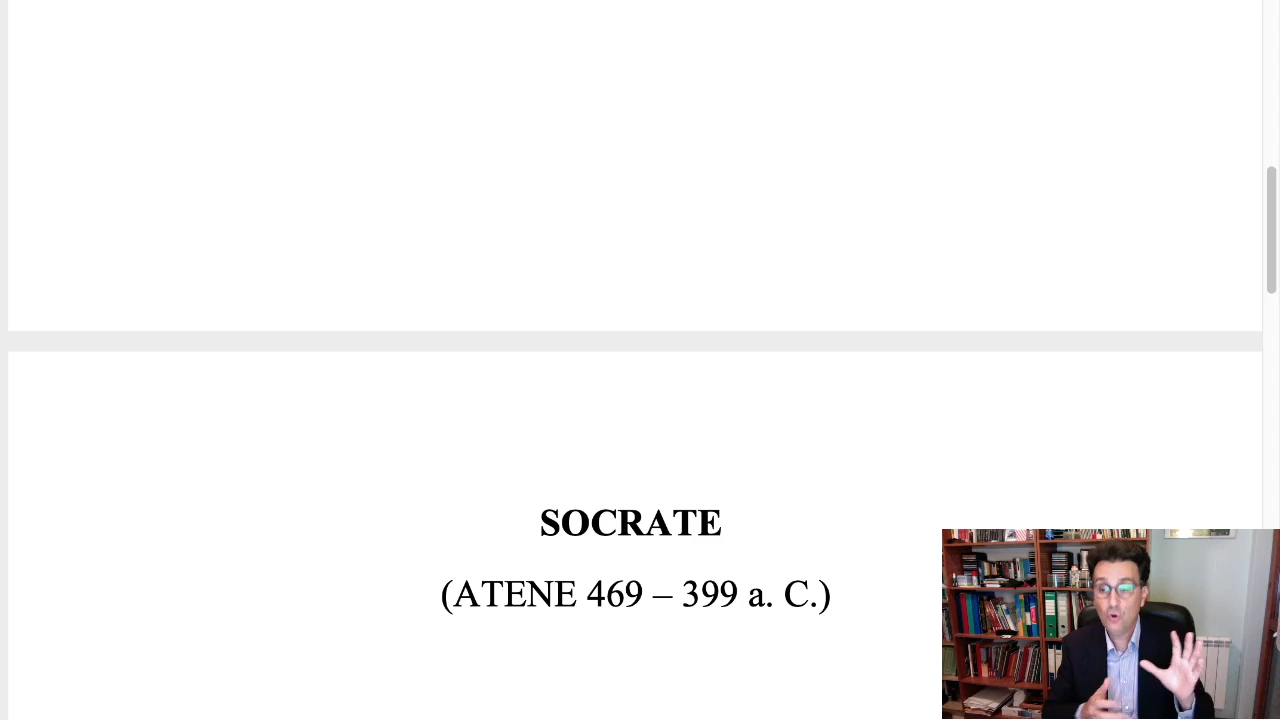 SOCRATE
(ATENE 469 – 399 a. C.)